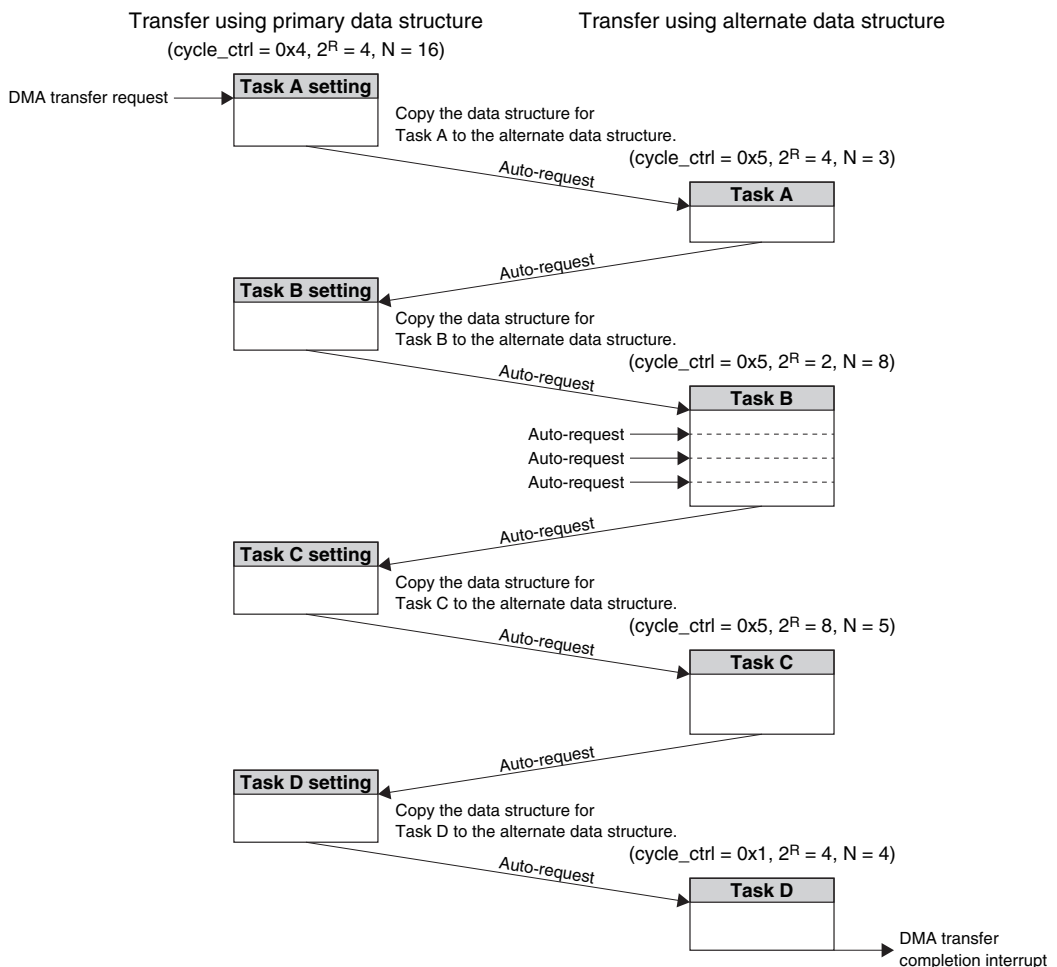 Transfer using primary data structure
Transfer using alternate data structure
(cycle_ctrl = 0x4, 2ᴿ = 4, N = 16)
Task A setting
DMA transfer request
Copy the data structure for
Task A to the alternate data structure.
(cycle_ctrl = 0x5, 2ᴿ = 4, N = 3)
Auto-request
Task A
Auto-request
Task B setting
Copy the data structure for
Task B to the alternate data structure.
(cycle_ctrl = 0x5, 2ᴿ = 2, N = 8)
Auto-request
Task B
Auto-request
Auto-request
Auto-request
Auto-request
Task C setting
Copy the data structure for
Task C to the alternate data structure.
(cycle_ctrl = 0x5, 2ᴿ = 8, N = 5)
Auto-request
Task C
Auto-request
Task D setting
Copy the data structure for
Task D to the alternate data structure.
(cycle_ctrl = 0x1, 2ᴿ = 4, N = 4)
Auto-request
Task D
DMA transfer
completion interrupt